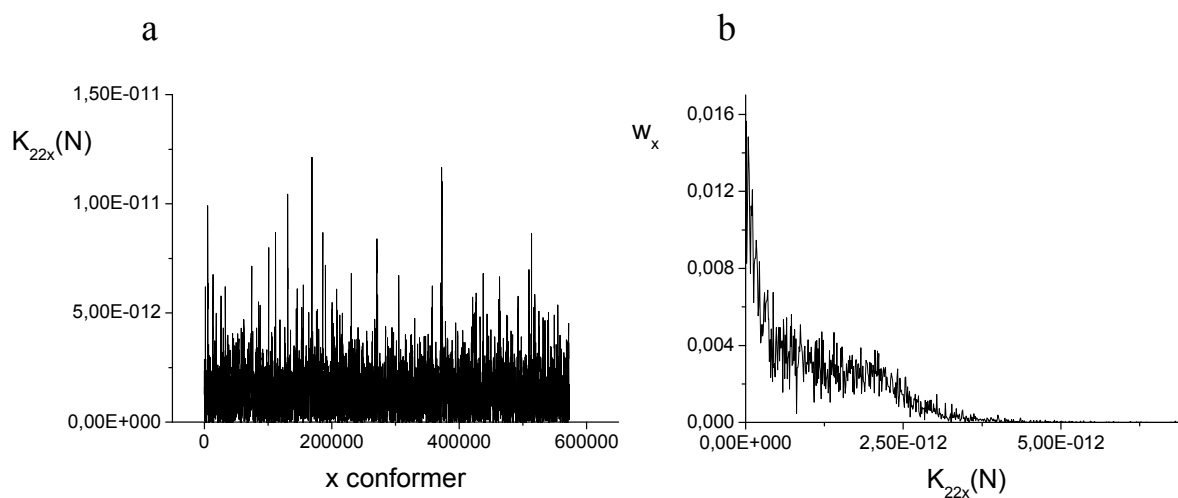 a
1,50E-011
K₂₂ₓ(N)
1,00E-011
5,00E-012
0,00E+000
0
200000
400000
600000
x conformer
b
0,016
wₓ
0,012
0,008
0,004
0,000
0,00E+000
2,50E-012
5,00E-012
K₂₂ₓ(N)